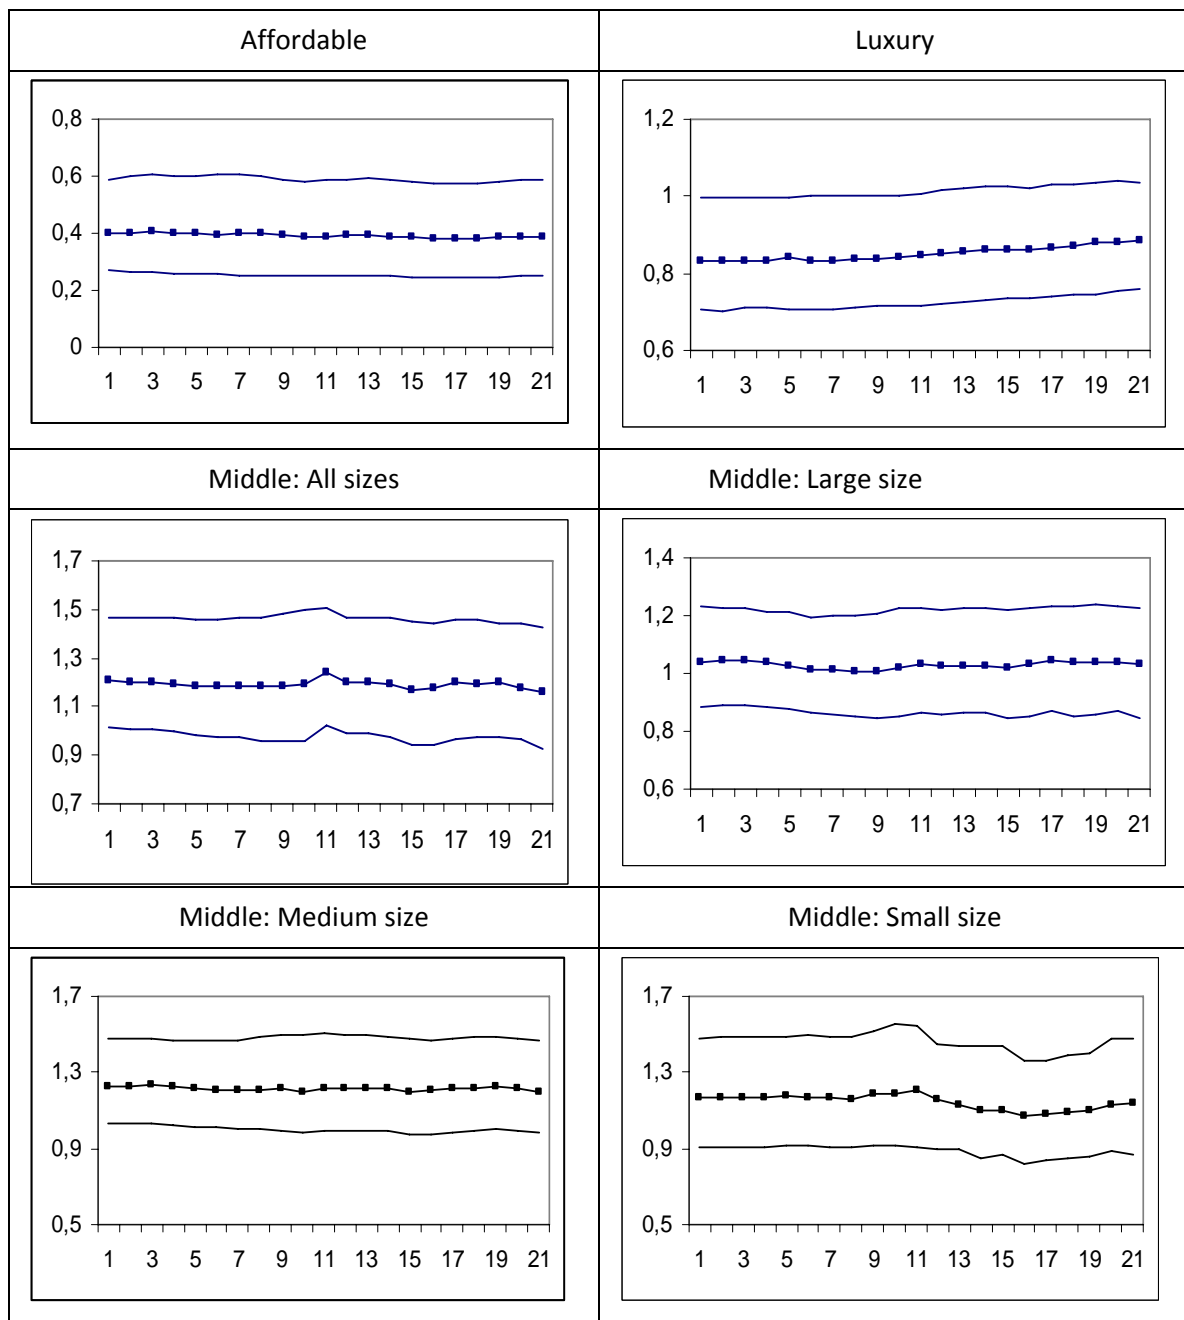 Affordable
Luxury
0,8
0,6
0,4
0,2
0
1 3 5 7 9 11 13 15 17 19 21
1,2
1
0,8
0,6
1 3 5 7 9 11 13 15 17 19 21
Middle: All sizes
Middle: Large size
1,7
1,5
1,3
1,1
0,9
0,7
1 3 5 7 9 11 13 15 17 19 21
1,4
1,2
1
0,8
0,6
1 3 5 7 9 11 13 15 17 19 21
Middle: Medium size
Middle: Small size
1,7
1,3
0,9
0,5
1 3 5 7 9 11 13 15 17 19 21
1,7
1,3
0,9
0,5
1 3 5 7 9 11 13 15 17 19 21